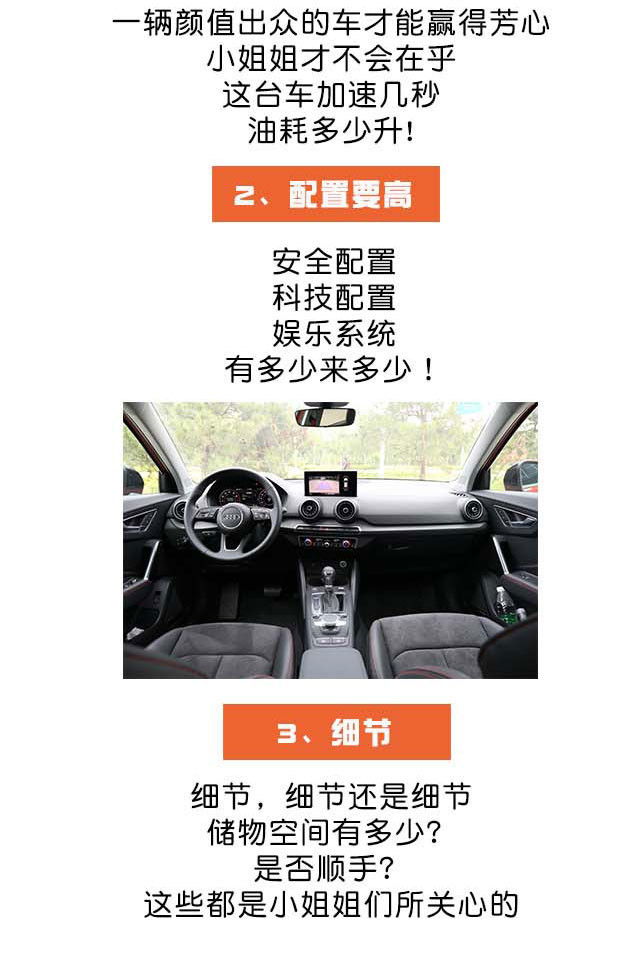 一辆颜值出众的车才能赢得芳心
小姐姐才不会在乎
这台车加速几秒
油耗多少升!
2、配置要高
安全配置
科技配置
娱乐系统
有多少来多少！
3、细节
细节，细节还是细节
储物空间有多少?
是否顺手?
这些都是小姐姐们所关心的